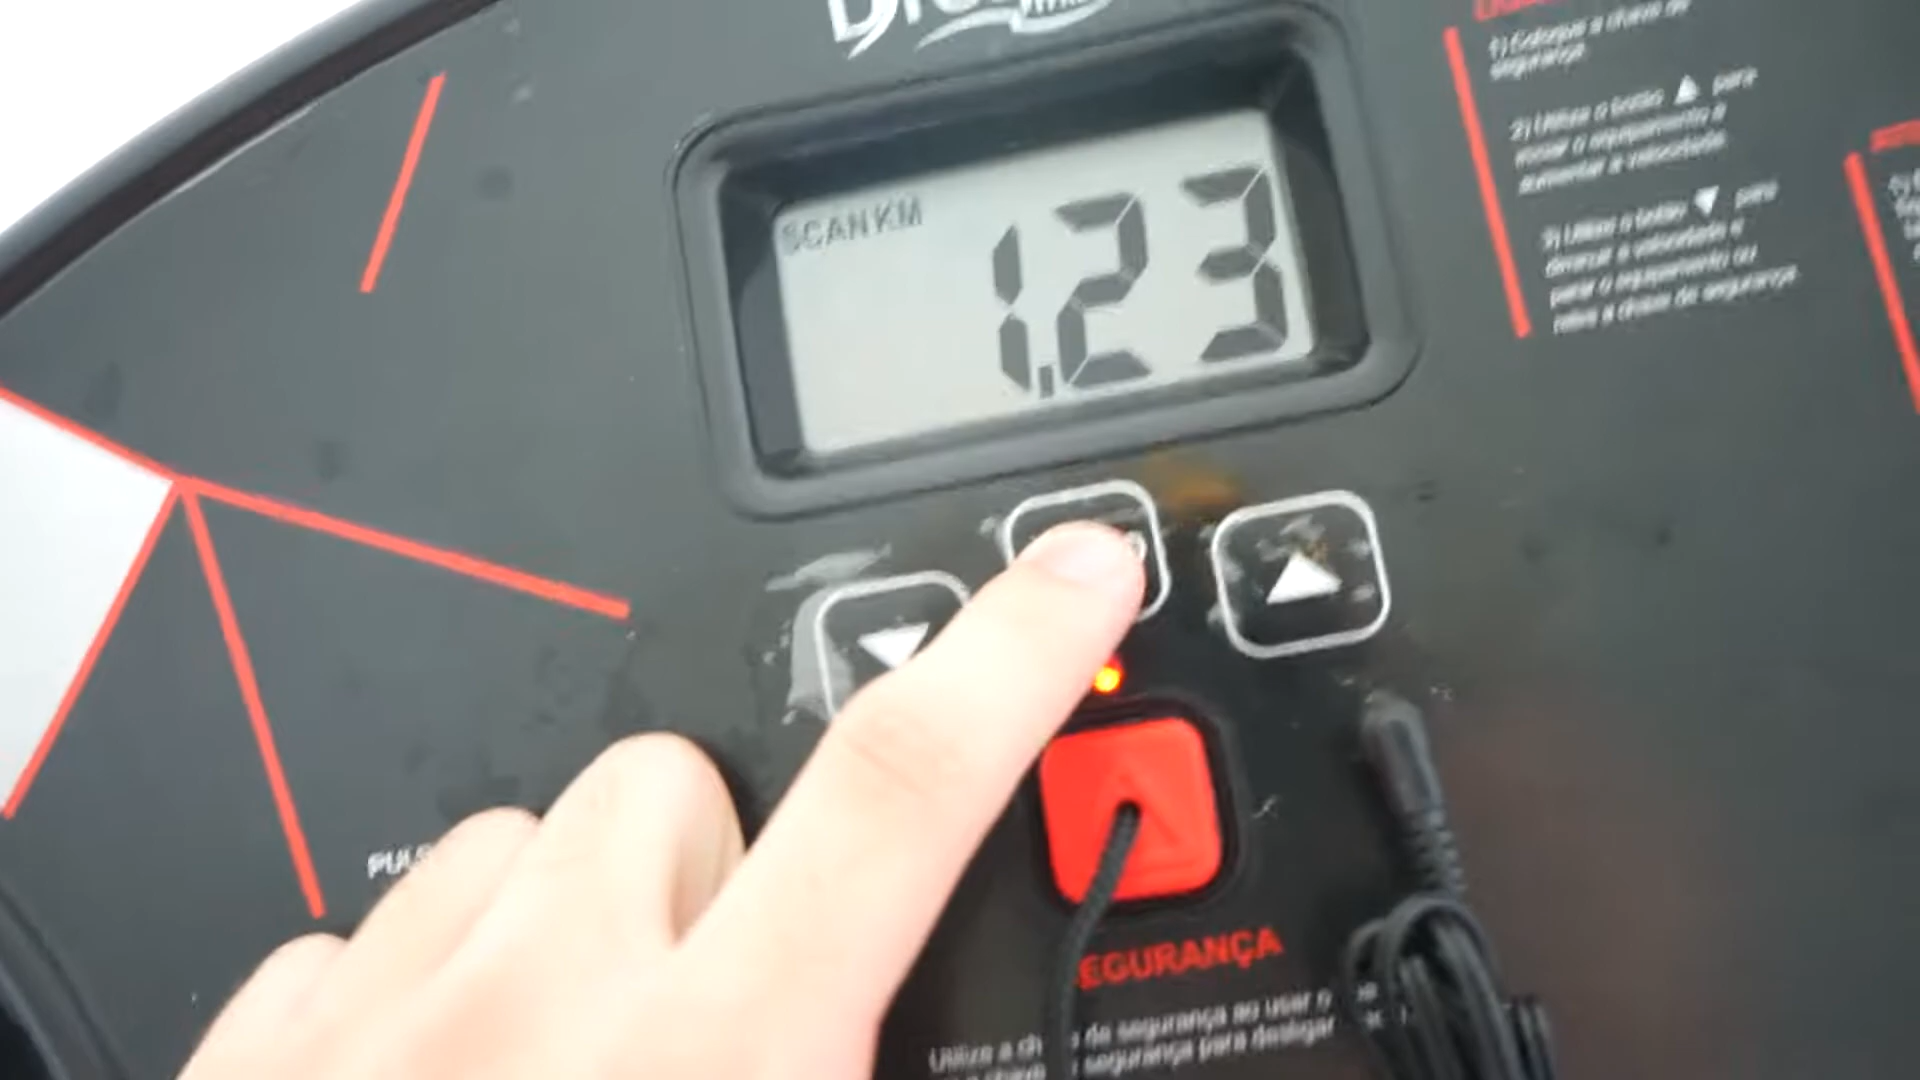 SCAN KM
1,23
1) Coloque a chave de
segurança.
2) Utilize o botão ▲ para
iniciar o equipamento e
aumentar a velocidade.
3) Utilize o botão ▼ para
diminuir a velocidade e
parar o equipamento ou
retire a chave de segurança.
EGURANÇA
Utilize a ch de segurança ao usar o
segurança para desligar